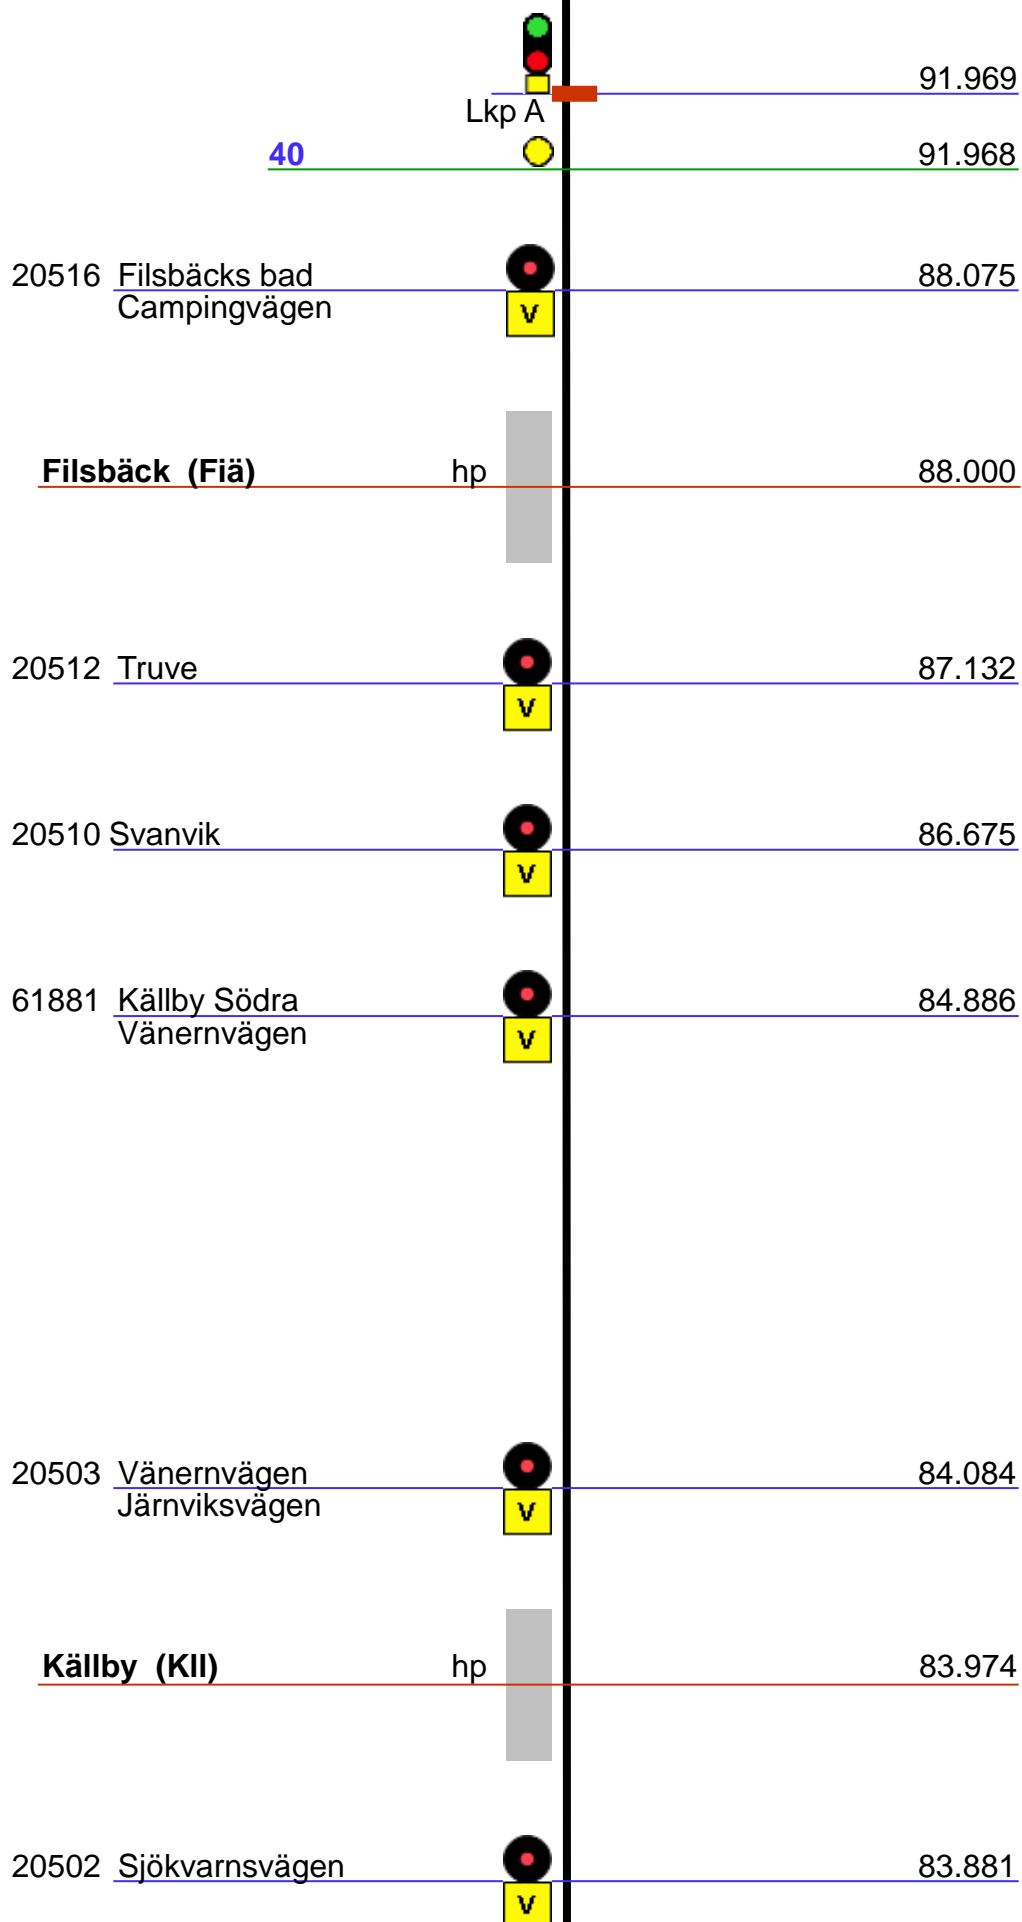 91.969
Lkp A
40 91.968
20516 Filsbäcks bad 88.075
Campingvägen
V
Filsbäck (Fiä) hp 88.000
20512 Truve 87.132
V
20510 Svanvik 86.675
V
61881 Källby Södra 84.886
Vänernvägen
V
20503 Vänernvägen 84.084
Järnviksvägen
V
Källby (Kll) hp 83.974
20502 Sjökvarnsvägen 83.881
V